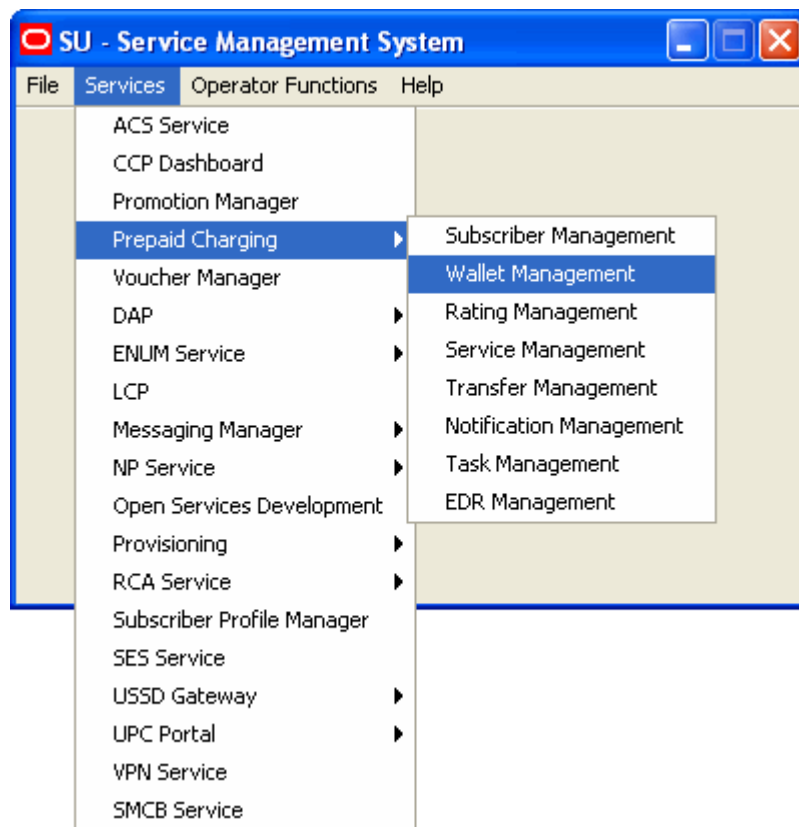 SU - Service Management System
File Services Operator Functions Help
ACS Service
CCP Dashboard
Promotion Manager
Prepaid Charging
Voucher Manager
DAP
ENUM Service
LCP
Messaging Manager
NP Service
Open Services Development
Provisioning
RCA Service
Subscriber Profile Manager
SES Service
USSD Gateway
UPC Portal
VPN Service
SMCB Service
Subscriber Management
Wallet Management
Rating Management
Service Management
Transfer Management
Notification Management
Task Management
EDR Management